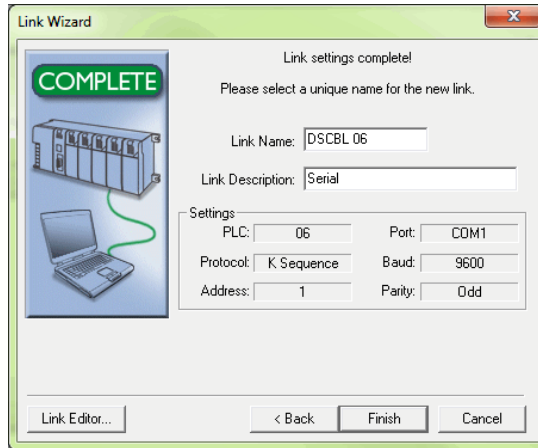 Link Wizard
COMPLETE
Link settings complete!
Please select a unique name for the new link.
Link Name: DSCBL 06
Link Description: Serial
Settings
PLC: 06 Port: COM1
Protocol: K Sequence Baud: 9600
Address: 1 Parity: Odd
Link Editor... < Back Finish Cancel